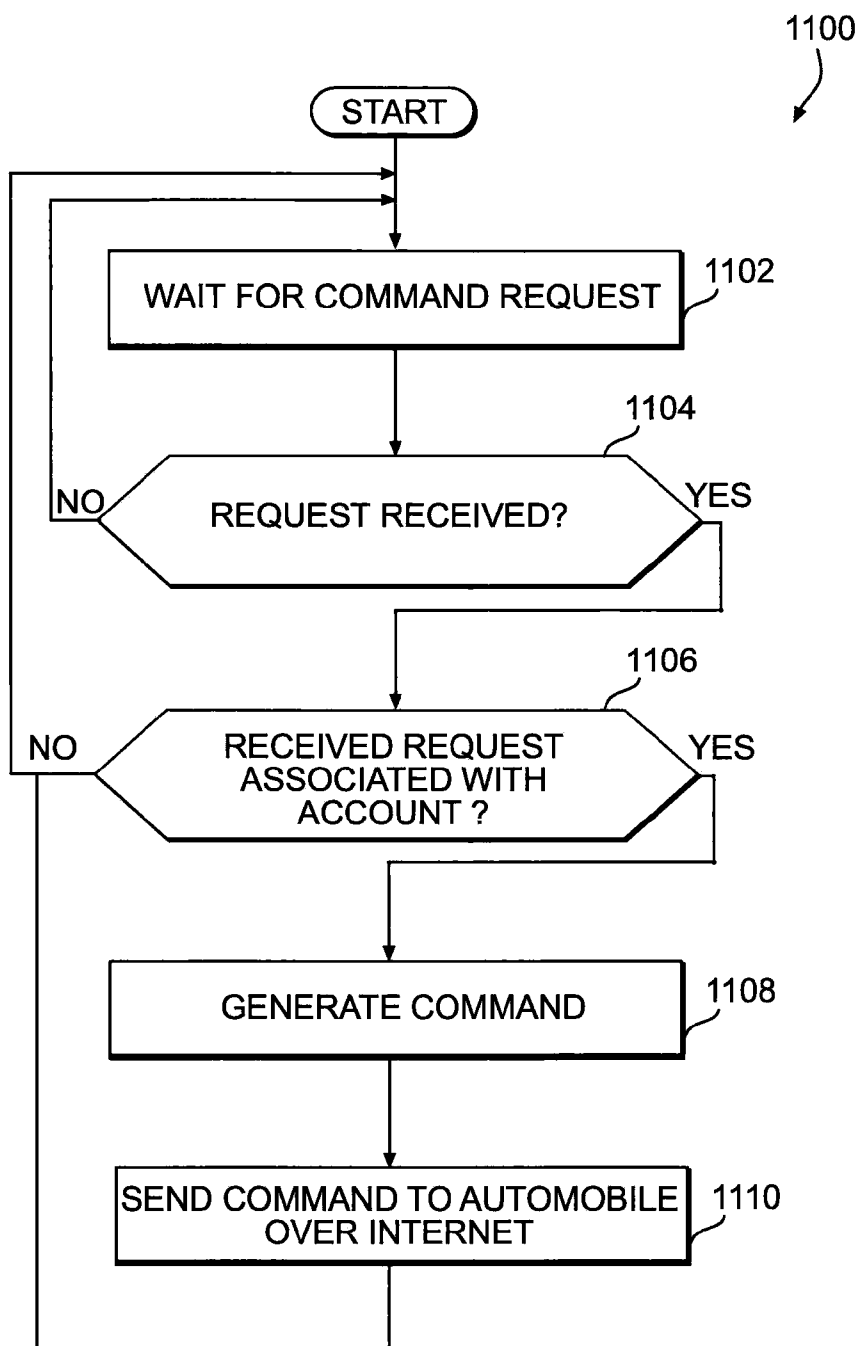 1100
START
WAIT FOR COMMAND REQUEST
1102
1104
NO
REQUEST RECEIVED?
YES
1106
NO
RECEIVED REQUEST
ASSOCIATED WITH
ACCOUNT ?
YES
GENERATE COMMAND
1108
SEND COMMAND TO AUTOMOBILE
OVER INTERNET
1110